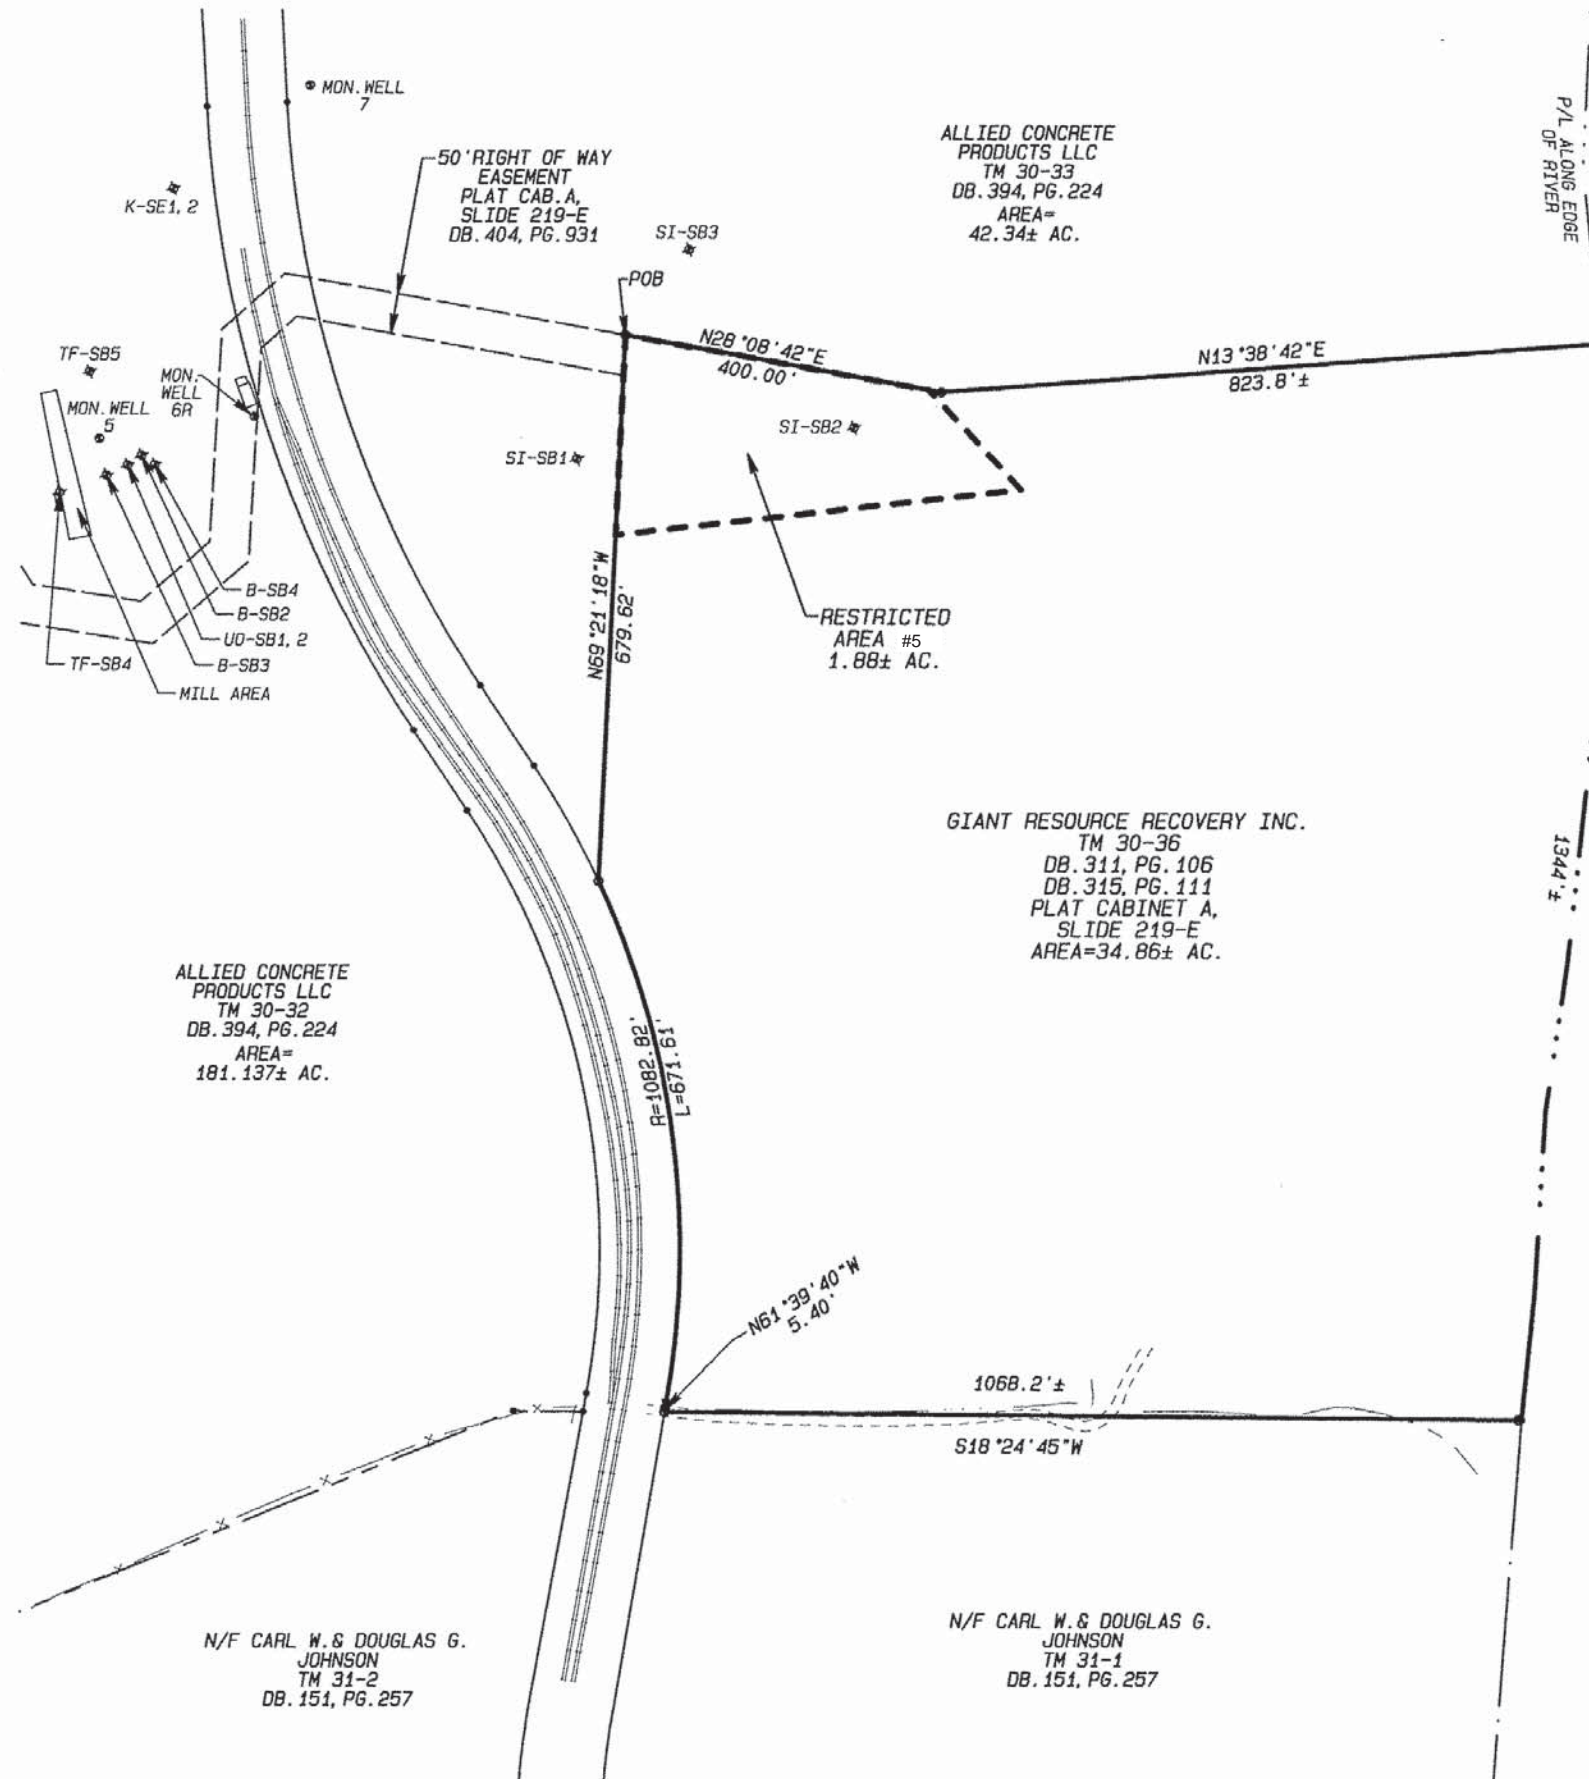 MON. WELL
7
50' RIGHT OF WAY
EASEMENT
PLAT CAB.A,
SLIDE 219-E
DB.404, PG.931
ALLIED CONCRETE
PRODUCTS LLC
TM 30-33
DB.394, PG.224
AREA=
42.34± AC.
P/L ALONG EDGE
OF RIVER
K-SE1,2
SI-SB3
POB
N28°08'42"E
400.00'
N13°38'42"E
823.8'±
TF-SB5
MON.
WELL
6R
MON. WELL
5
SI-SB2
SI-SB1
N69°21'18"W
679.62'
B-SB4
B-SB2
UO-SB1,2
B-SB3
TF-SB4
MILL AREA
RESTRICTED
AREA #5
1.88± AC.
GIANT RESOURCE RECOVERY INC.
TM 30-36
DB.311, PG.106
DB.315, PG.111
PLAT CABINET A,
SLIDE 219-E
AREA=34.86± AC.
1344'±
ALLIED CONCRETE
PRODUCTS LLC
TM 30-32
DB.394, PG.224
AREA=
181.137± AC.
R=1082.82'
L=671.61'
N61°39'40"W
5.40'
1068.2'±
S18°24'45"W
N/F CARL W.& DOUGLAS G.
JOHNSON
TM 31-2
DB.151, PG.257
N/F CARL W.& DOUGLAS G.
JOHNSON
TM 31-1
DB.151, PG.257